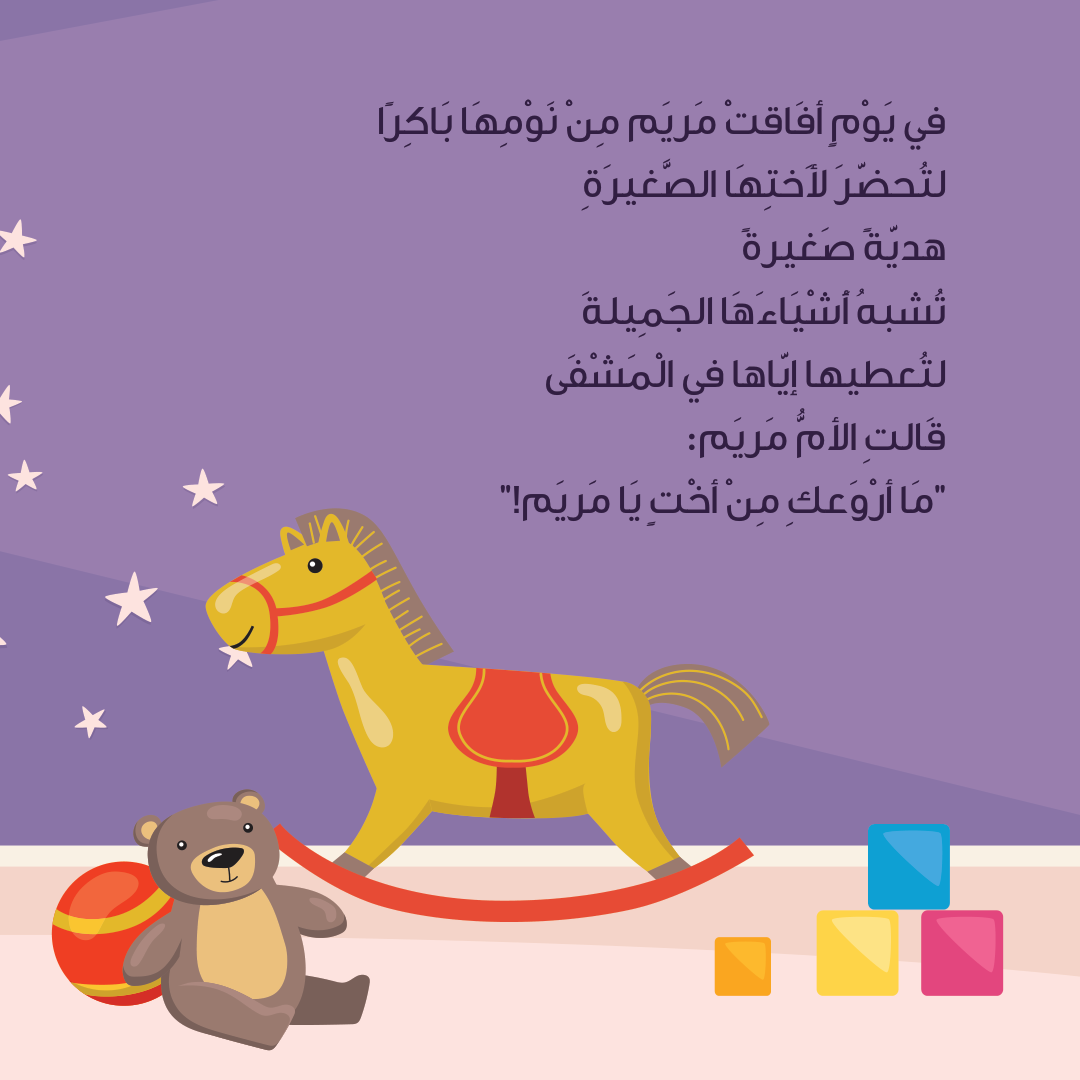 في يَوْمٍ أفَاقتْ مَريَم مِنْ نَوْمِهَا بَاكِرًا
لتُحضّرَ لأَختِهَا الصَّغيرَةِ
هديّةً صَغيرةً
تُشبهُ أشْيَاءَهَا الجَمِيلةَ
لتُعطيها إيّاها في الْمَشْفَى
قَالتِ الأمُّ مَريَم:
"مَا أرْوَعكِ مِنْ أخْتٍ يَا مَريَم!"